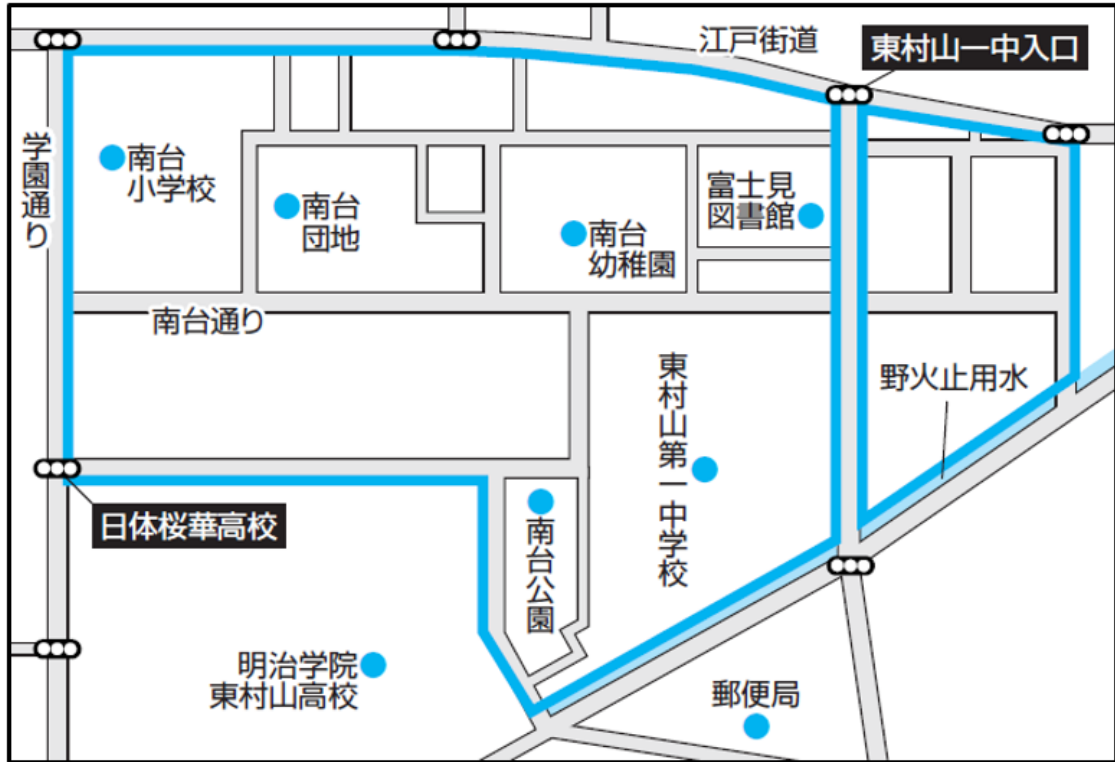 江戸街道
東村山一中入口
学園通り
南台
小学校
南台
団地
南台
幼稚園
富士見
図書館
南台通り
東村山第一中学校
野火止用水
日体桜華高校
南台公園
明治学院
東村山高校
郵便局